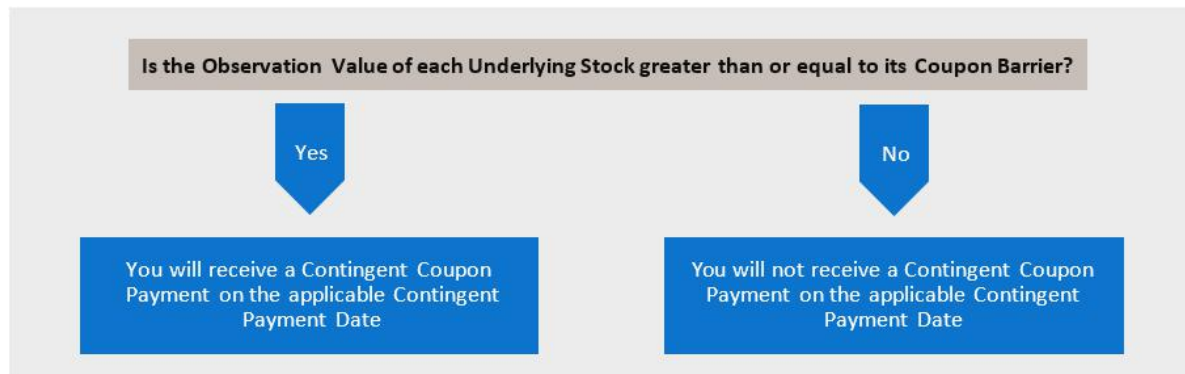 Is the Observation Value of each Underlying Stock greater than or equal to its Coupon Barrier?
Yes
No
You will receive a Contingent Coupon
Payment on the applicable Contingent
Payment Date
You will not receive a Contingent Coupon
Payment on the applicable Contingent
Payment Date